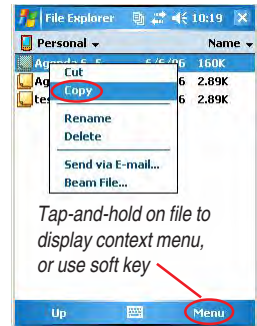 File Explorer 10:19
Personal Name
Agenda 6-5 6/6/06 160K
Cut
Ag 6 2.89K
Copy
tes 6 2.89K
Rename
Delete
Send via E-mail...
Beam File...
Tap-and-hold on file to
display context menu,
or use soft key
Up Menu